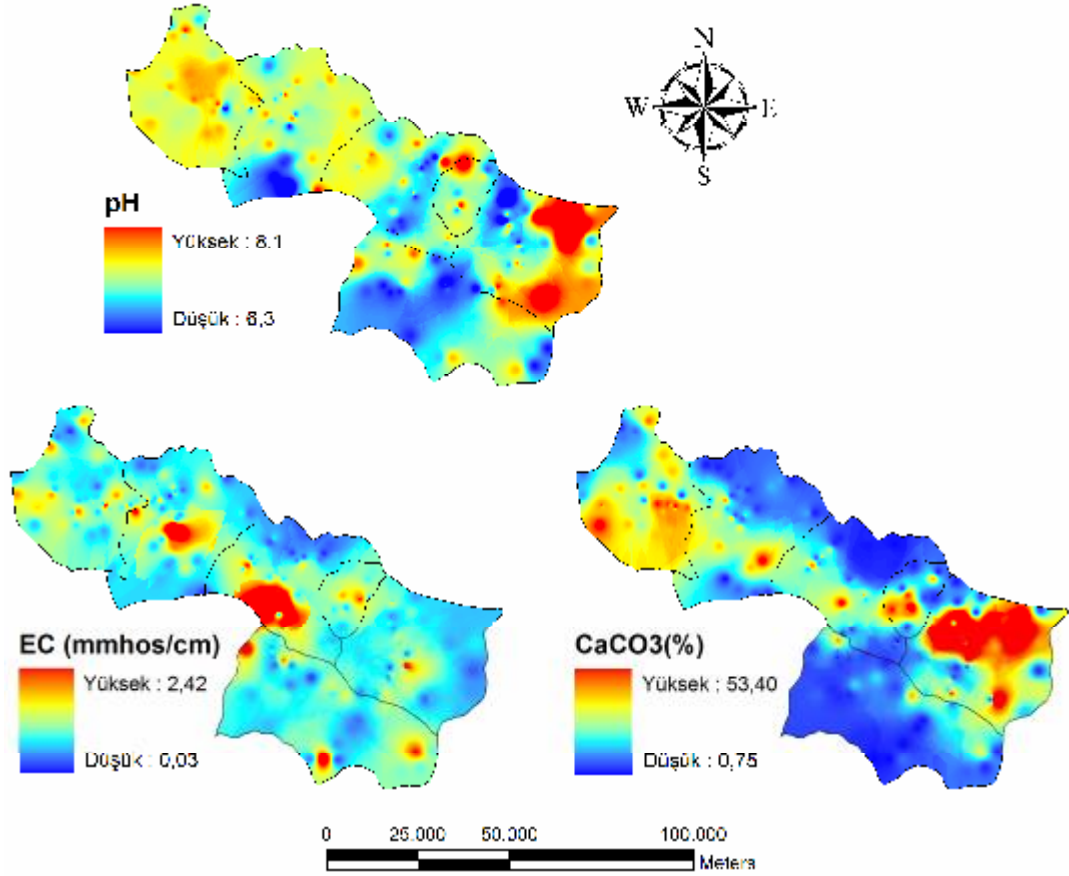 N
W E
S
pH
Yüksek : 8.1
Düşük : 6,3
EC (mmhos/cm)
Yüksek : 2,42
Düşük : 0,03
CaCO3(%)
Yüksek : 53,40
Düşük : 0,75
0 25.000 50.000 100.000
Meters